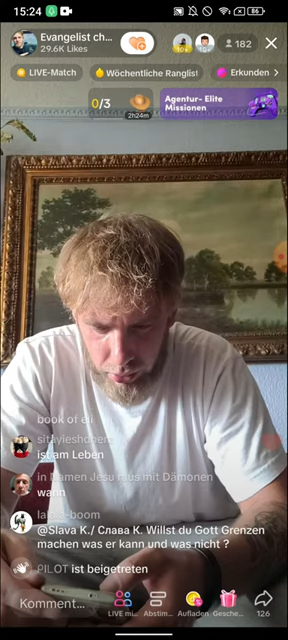 15:24
86
Evangelist ch...
29.6K Likes
182
LIVE-Match
Wöchentliche Rangliste
Erkunden
0/3
2h24m
Agentur- Elite
Missionen
book of eli
ist am Leben
in Namen Jesu raus mit Dämonen
wann
@Slava K./ Слава К. Willst du Gott Grenzen
machen was er kann und was nicht ?
PILOT ist beigetreten
Komment...
LIVE mi...
Abstim...
Aufladen
Gesche...
126